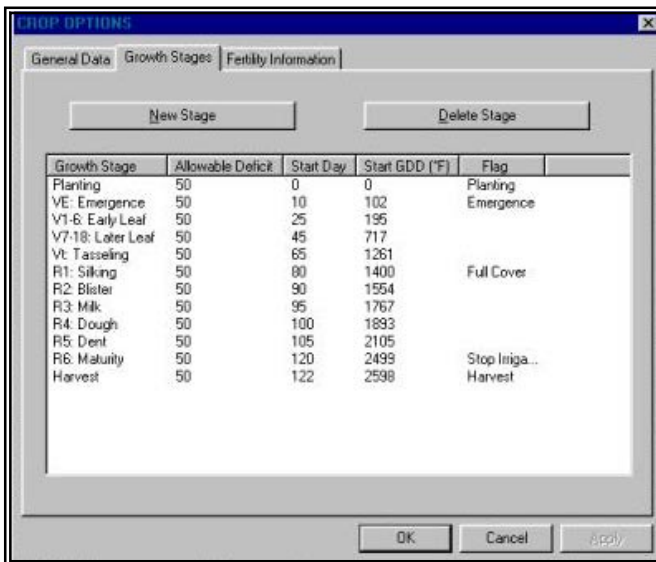 CROP OPTIONS
General Data Growth Stages Fertility Information
New Stage Delete Stage
Growth Stage Allowable Deficit Start Day Start GDD (°F) Flag
Planting 50 0 0 Planting
VE: Emergence 50 10 102 Emergence
V1-6: Early Leaf 50 25 195
V7-18: Later Leaf 50 45 717
Vt: Tasseling 50 65 1261
R1: Silking 50 80 1400 Full Cover
R2: Blister 50 90 1554
R3: Milk 50 95 1767
R4: Dough 50 100 1893
R5: Dent 50 105 2105
R6: Maturity 50 120 2499 Stop Irriga...
Harvest 50 122 2598 Harvest
OK Cancel Apply